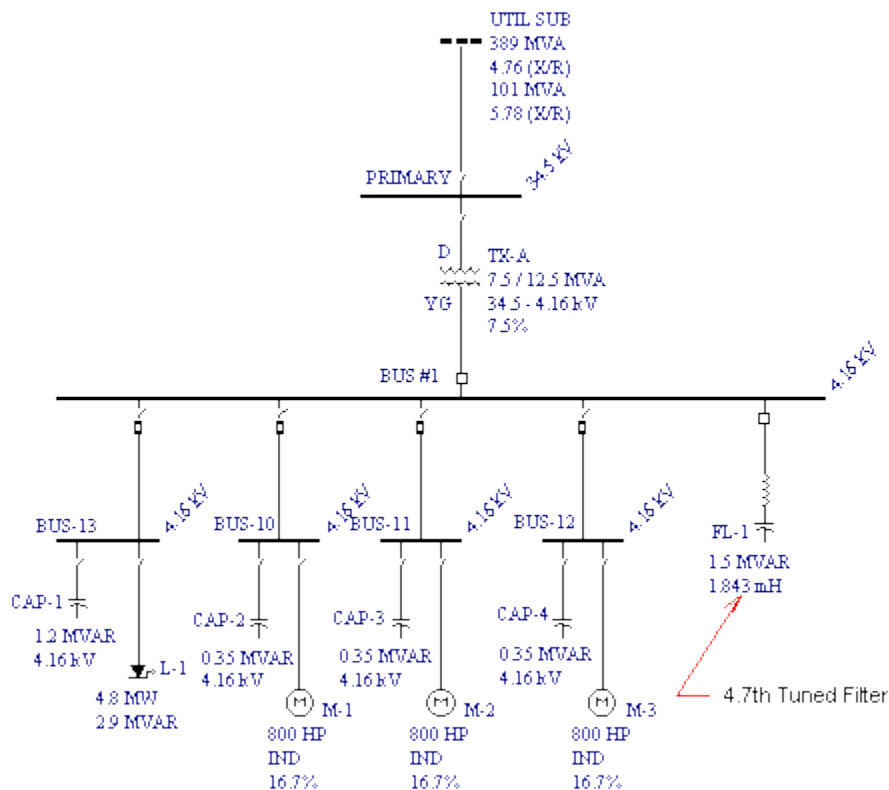 UTIL SUB
389 MVA
4.76 (X/R)
101 MVA
5.78 (X/R)
PRIMARY
34.5 kV
D
TX-A
7.5 / 12.5 MVA
YG
34.5 - 4.16 kV
7.5%
BUS #1
4.16 kV
BUS-13
4.16 kV
BUS-10
4.16 kV
BUS-11
4.16 kV
BUS-12
4.16 kV
FL-1
1.5 MVAR
1.843 mH
CAP-1
1.2 MVAR
4.16 kV
L-1
4.8 MW
2.9 MVAR
CAP-2
0.35 MVAR
4.16 kV
M
M-1
800 HP
IND
16.7%
CAP-3
0.35 MVAR
4.16 kV
M
M-2
800 HP
IND
16.7%
CAP-4
0.35 MVAR
4.16 kV
M
M-3
800 HP
IND
16.7%
4.7th Tuned Filter